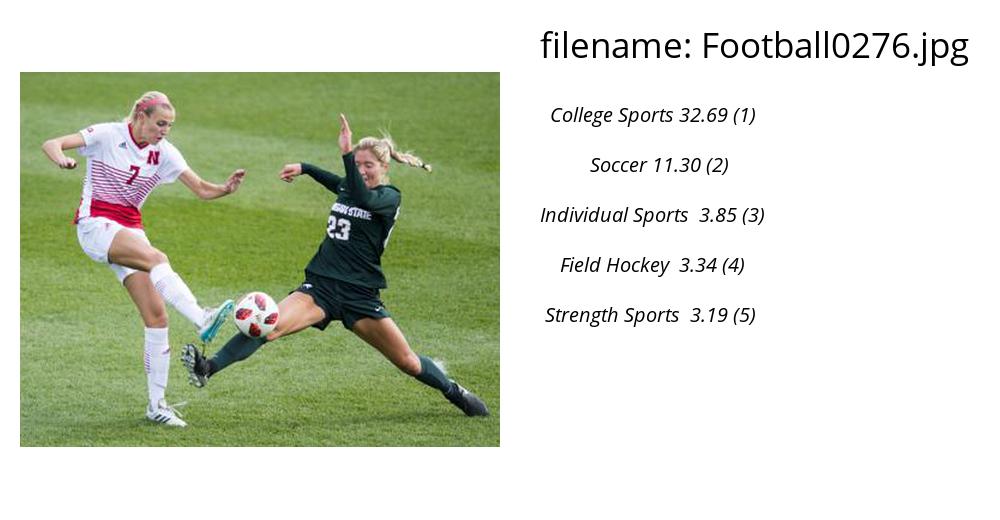 filename: Football0276.jpg
College Sports 32.69 (1)
Soccer 11.30 (2)
Individual Sports 3.85 (3)
Field Hockey 3.34 (4)
Strength Sports 3.19 (5)
N
7
STATE
23